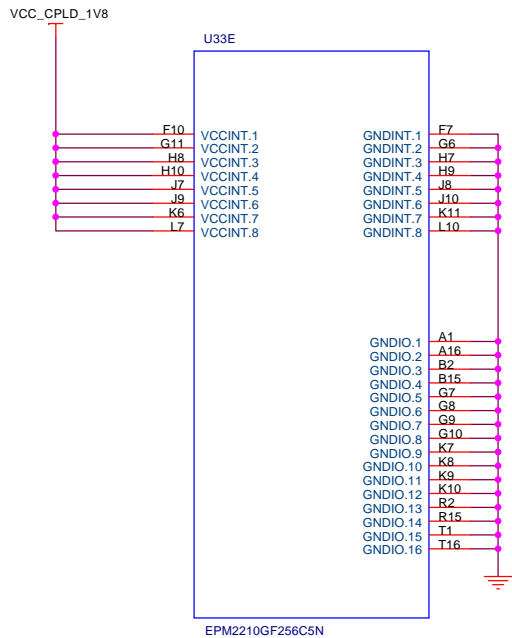 VCC_CPLD_1V8
U33E
F10 VCCINT.1 GNDINT.1 F7
G11 VCCINT.2 GNDINT.2 G6
H8 VCCINT.3 GNDINT.3 H7
H10 VCCINT.4 GNDINT.4 H9
J7 VCCINT.5 GNDINT.5 J8
J9 VCCINT.6 GNDINT.6 J10
K6 VCCINT.7 GNDINT.7 K11
L7 VCCINT.8 GNDINT.8 L10
GNDIO.1 A1
GNDIO.2 A16
GNDIO.3 B2
GNDIO.4 B15
GNDIO.5 G7
GNDIO.6 G8
GNDIO.7 G9
GNDIO.8 G10
GNDIO.9 K7
GNDIO.10 K8
GNDIO.11 K9
GNDIO.12 K10
GNDIO.13 R2
GNDIO.14 R15
GNDIO.15 T1
GNDIO.16 T16
EPM2210GF256C5N